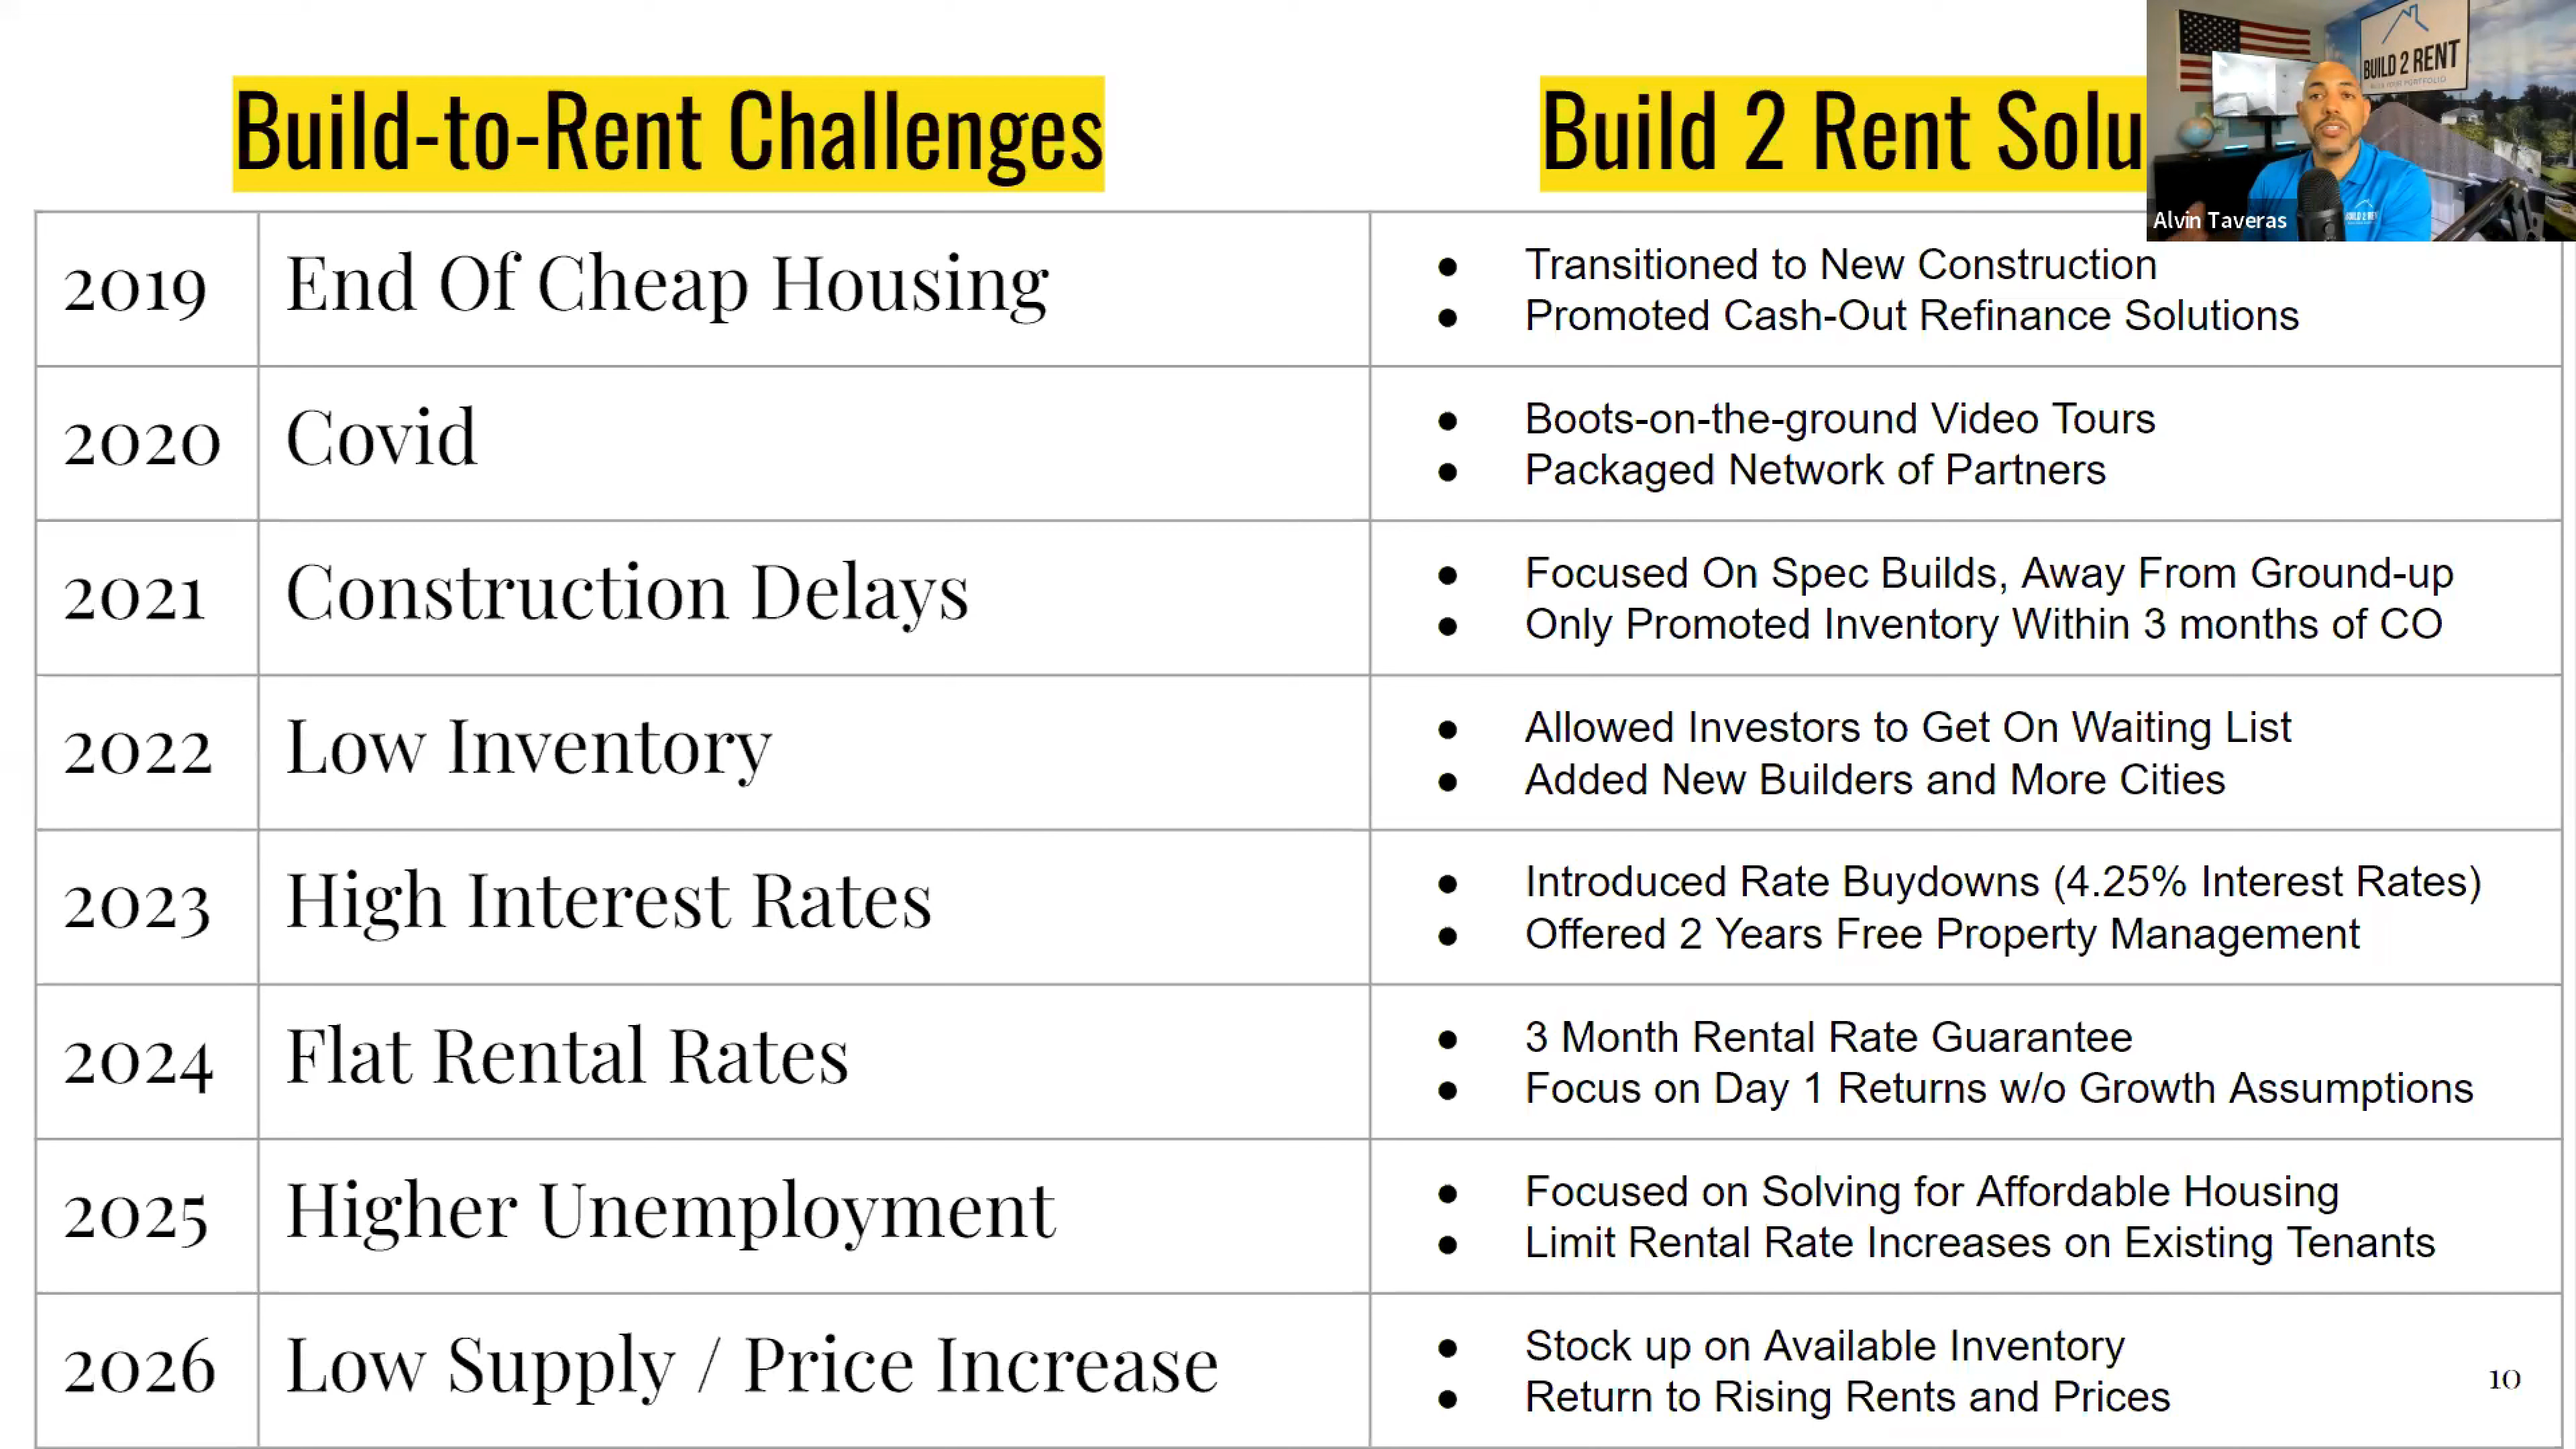 Build-to-Rent Challenges
Build 2 Rent Solu
BUILD 2 RENT
Alvin Taveras
2019
End Of Cheap Housing
● Transitioned to New Construction
● Promoted Cash-Out Refinance Solutions
2020
Covid
● Boots-on-the-ground Video Tours
● Packaged Network of Partners
2021
Construction Delays
● Focused On Spec Builds, Away From Ground-up
● Only Promoted Inventory Within 3 months of CO
2022
Low Inventory
● Allowed Investors to Get On Waiting List
● Added New Builders and More Cities
2023
High Interest Rates
● Introduced Rate Buydowns (4.25% Interest Rates)
● Offered 2 Years Free Property Management
2024
Flat Rental Rates
● 3 Month Rental Rate Guarantee
● Focus on Day 1 Returns w/o Growth Assumptions
2025
Higher Unemployment
● Focused on Solving for Affordable Housing
● Limit Rental Rate Increases on Existing Tenants
2026
Low Supply / Price Increase
● Stock up on Available Inventory
● Return to Rising Rents and Prices
10